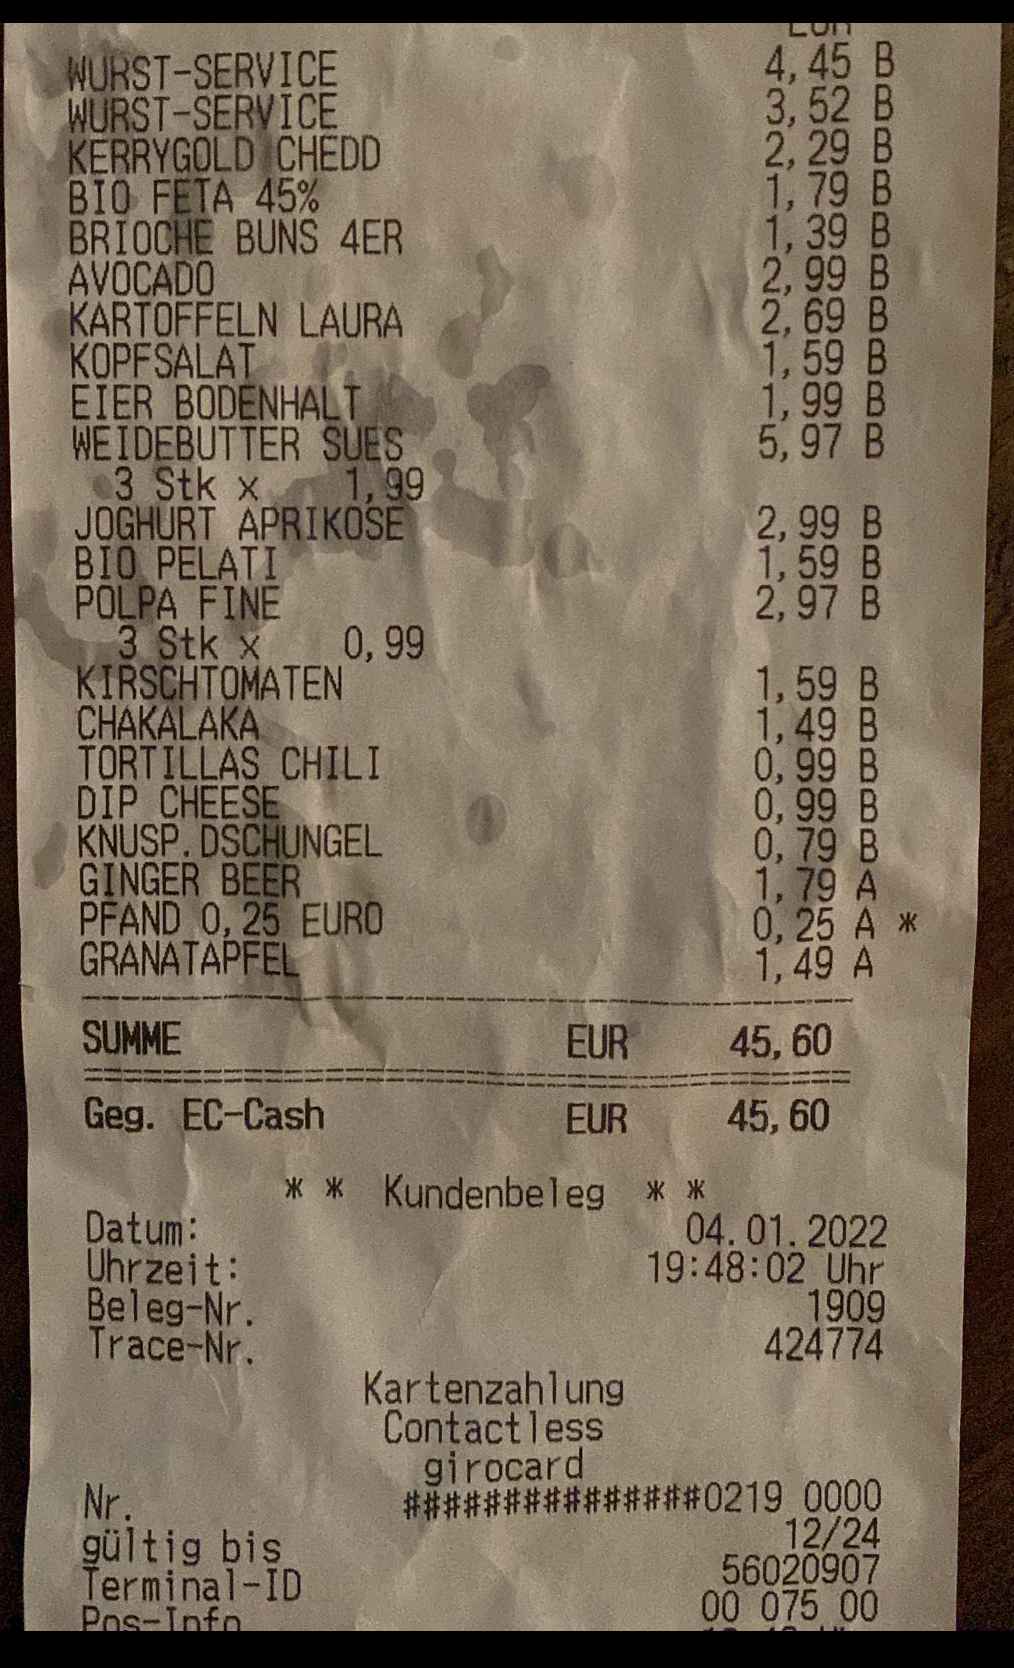 EUR
WURST-SERVICE 4,45 B
WURST-SERVICE 3,52 B
KERRYGOLD CHEDD 2,29 B
BIO FETA 45% 1,79 B
BRIOCHE BUNS 4ER 1,39 B
AVOCADO 2,99 B
KARTOFFELN LAURA 2,69 B
KOPFSALAT 1,59 B
EIER BODENHALT 1,99 B
WEIDEBUTTER SUES 5,97 B
3 Stk x 1,99
JOGHURT APRIKOSE 2,99 B
BIO PELATI 1,59 B
POLPA FINE 2,97 B
3 Stk x 0,99
KIRSCHTOMATEN 1,59 B
CHAKALAKA 1,49 B
TORTILLAS CHILI 0,99 B
DIP CHEESE 0,99 B
KNUSP.DSCHUNGEL 0,79 B
GINGER BEER 1,79 A
PFAND 0,25 EURO 0,25 A *
GRANATAPFEL 1,49 A
SUMME EUR 45,60
Geg. EC-Cash EUR 45,60
* * Kundenbeleg * *
Datum: 04.01.2022
Uhrzeit: 19:48:02 Uhr
Beleg-Nr. 1909
Trace-Nr. 424774
Kartenzahlung
Contactless
girocard
Nr. ###############0219 0000
gültig bis 12/24
Terminal-ID 56020907
Pos-Info 00 075 00